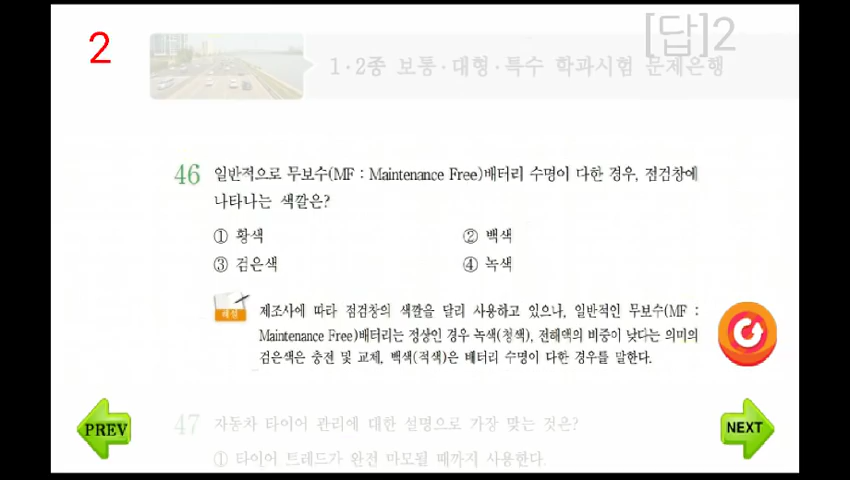 2
[답]2
1·2종 보통·대형·특수 학과시험 문제은행
46 일반적으로 무보수(MF : Maintenance Free)배터리 수명이 다한 경우, 점검창에
나타나는 색깔은?
① 황색 ② 백색
③ 검은색 ④ 녹색
해설 제조사에 따라 점검창의 색깔을 달리 사용하고 있으나, 일반적인 무보수(MF :
Maintenance Free)배터리는 정상인 경우 녹색(청색), 전해액의 비중이 낮다는 의미의
검은색은 충전 및 교체, 백색(적색)은 배터리 수명이 다한 경우를 말한다.
PREV
NEXT
47 자동차 타이어 관리에 대한 설명으로 가장 맞는 것은?
① 타이어 트레드가 완전 마모될 때까지 사용한다.